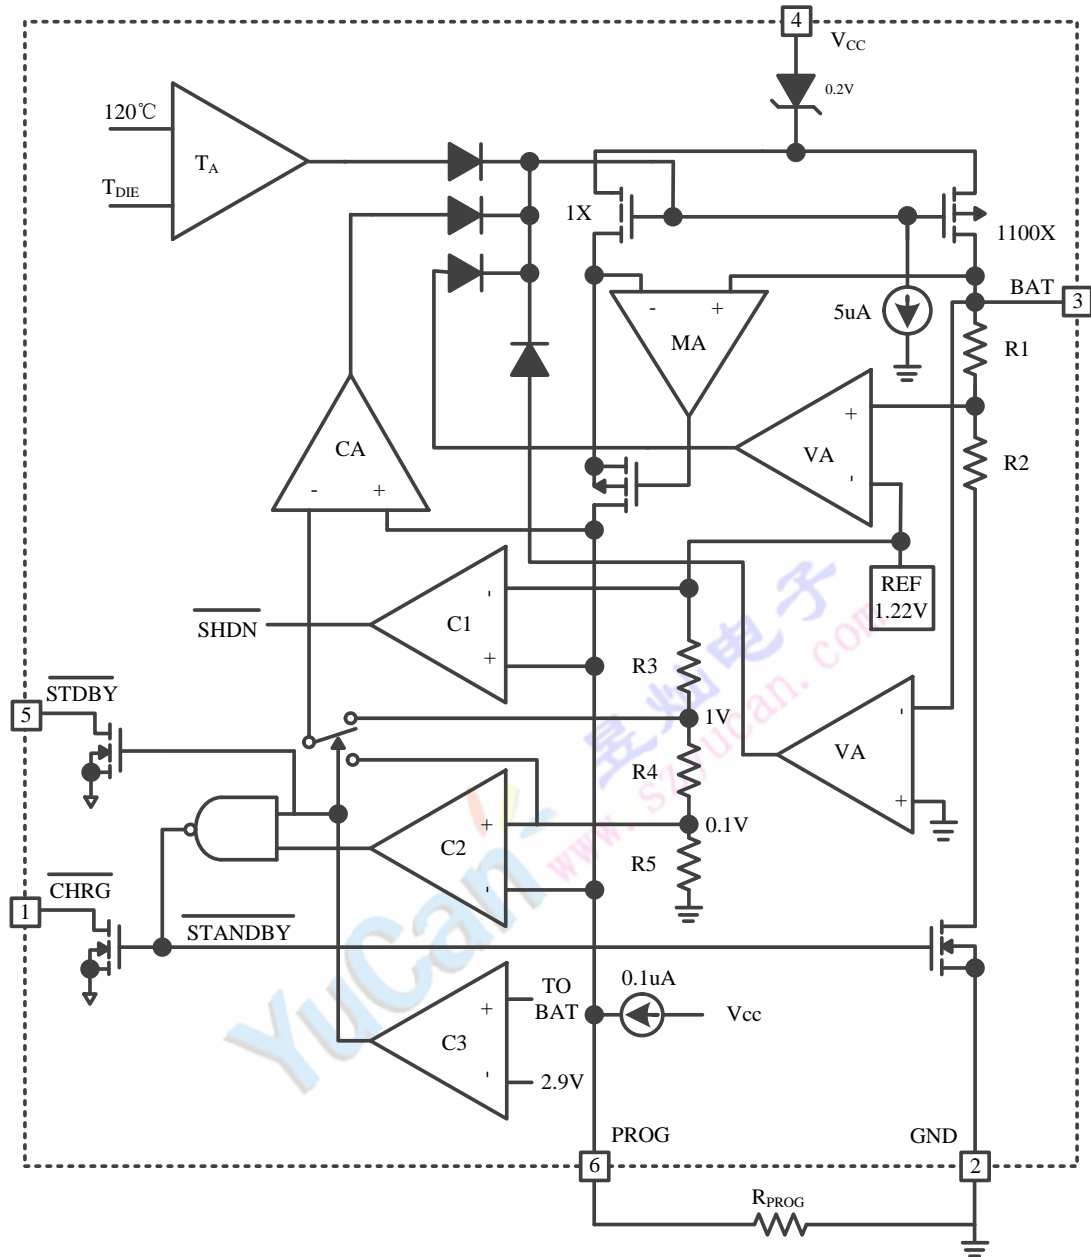 4
VCC
0.2V
120℃
TA
TDIE
1X
1100X
BAT
3
- +
MA
5uA
R1
CA
- +
+
VA
-
R2
REF
1.22V
SHDN
-
C1
+
R3
STDBY
5
1V
-
VA
+
R4
0.1V
+
C2
-
R5
CHRG
1
STANDBY
TO
BAT
+
C3
-
2.9V
0.1uA
Vcc
PROG
GND
6
2
RPROG
昱灿电子
www.szyucan.com
YuCan